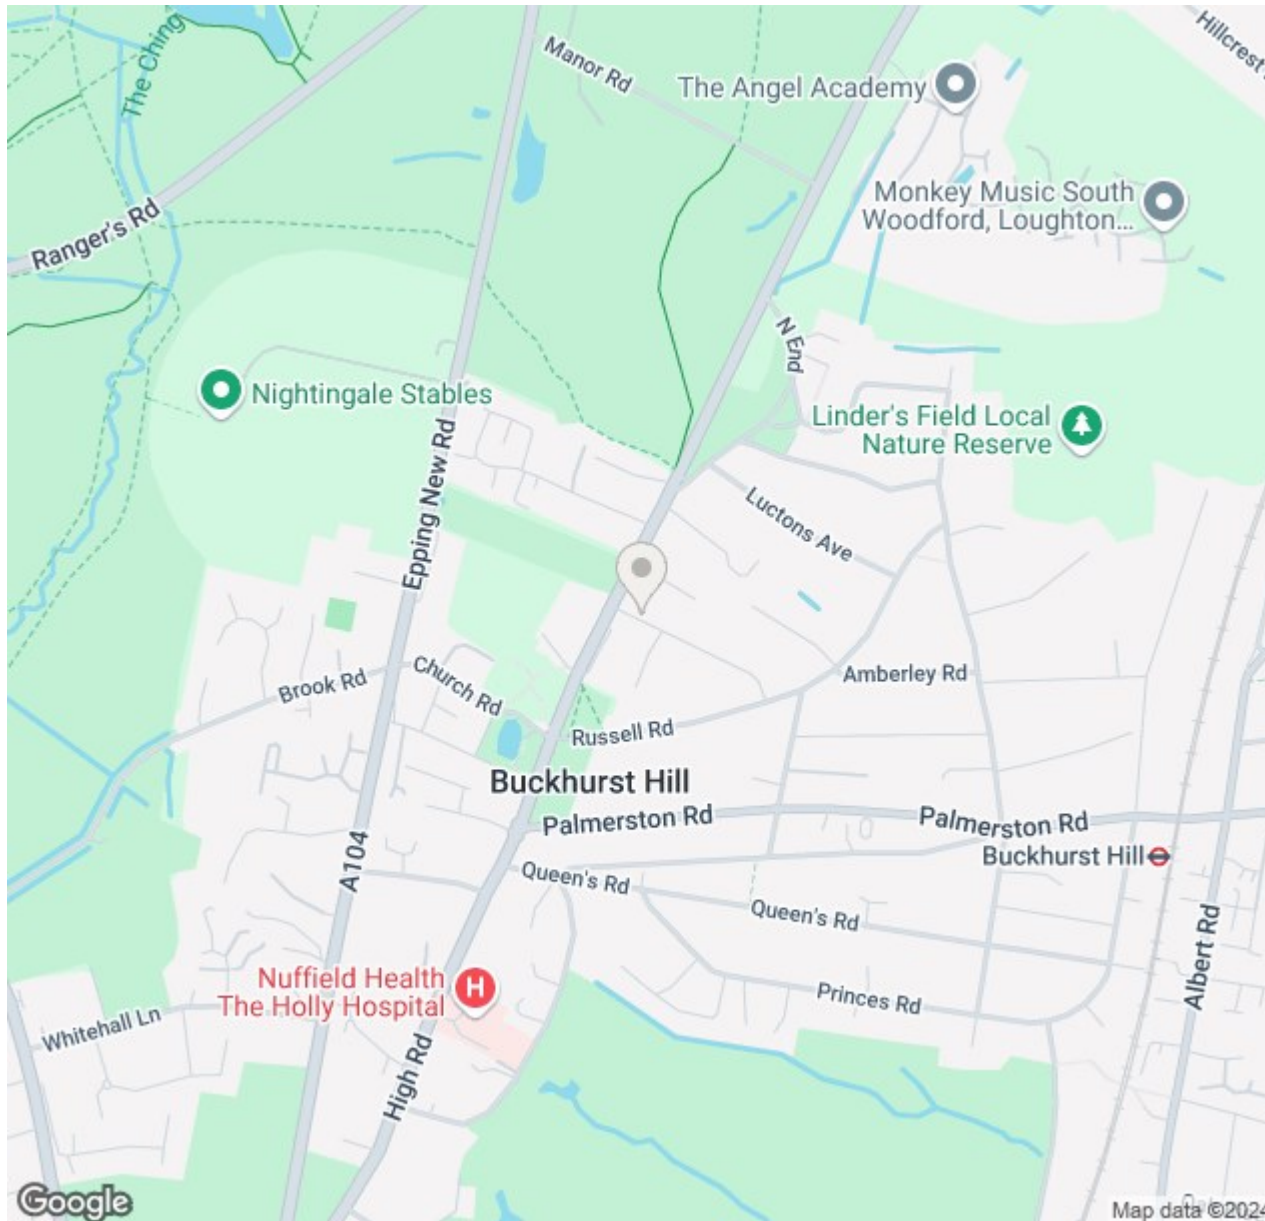 The Ching
Manor Rd
The Angel Academy
Hillcrest
Ranger's Rd
Monkey Music South
Woodford, Loughton...
N End
Nightingale Stables
Linder's Field Local
Nature Reserve
Epping New Rd
Luctons Ave
Brook Rd
Church Rd
Amberley Rd
Russell Rd
Buckhurst Hill
Palmerston Rd
Palmerston Rd
Buckhurst Hill
A104
Queen's Rd
Queen's Rd
Albert Rd
Nuffield Health
The Holly Hospital
H
Princes Rd
Whitehall Ln
High Rd
Google
Map data ©2024